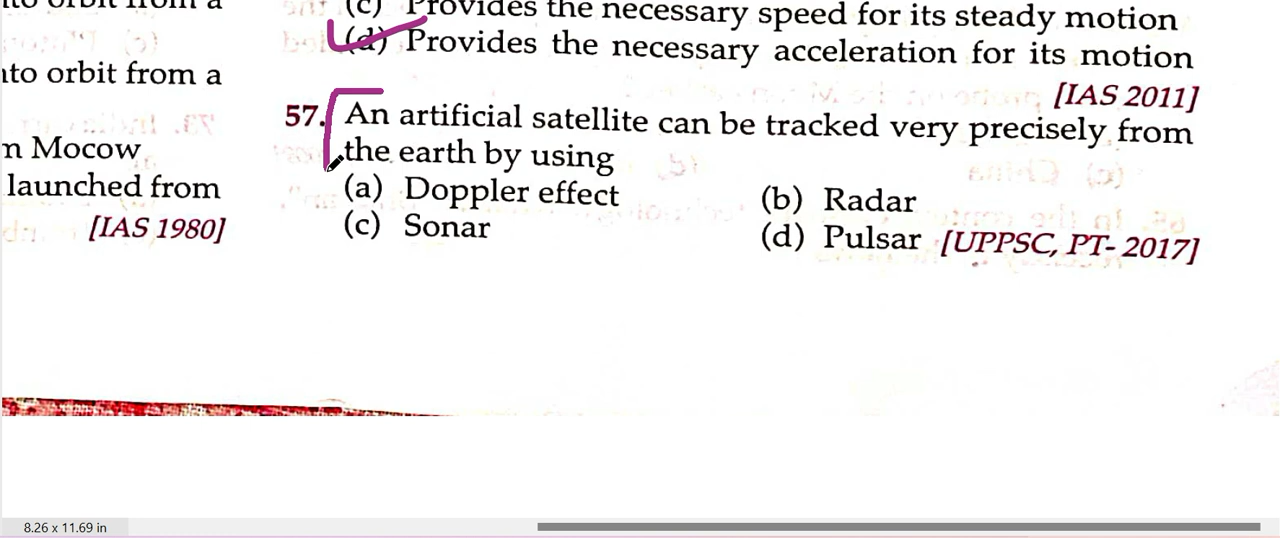 (c) Provides the necessary speed for its steady motion
(d) Provides the necessary acceleration for its motion
[IAS 2011]
nto orbit from a
n Mocow
launched from
[IAS 1980]
57. An artificial satellite can be tracked very precisely from
the earth by using
(a) Doppler effect (b) Radar
(c) Sonar (d) Pulsar [UPPSC, PT- 2017]
8.26 x 11.69 in